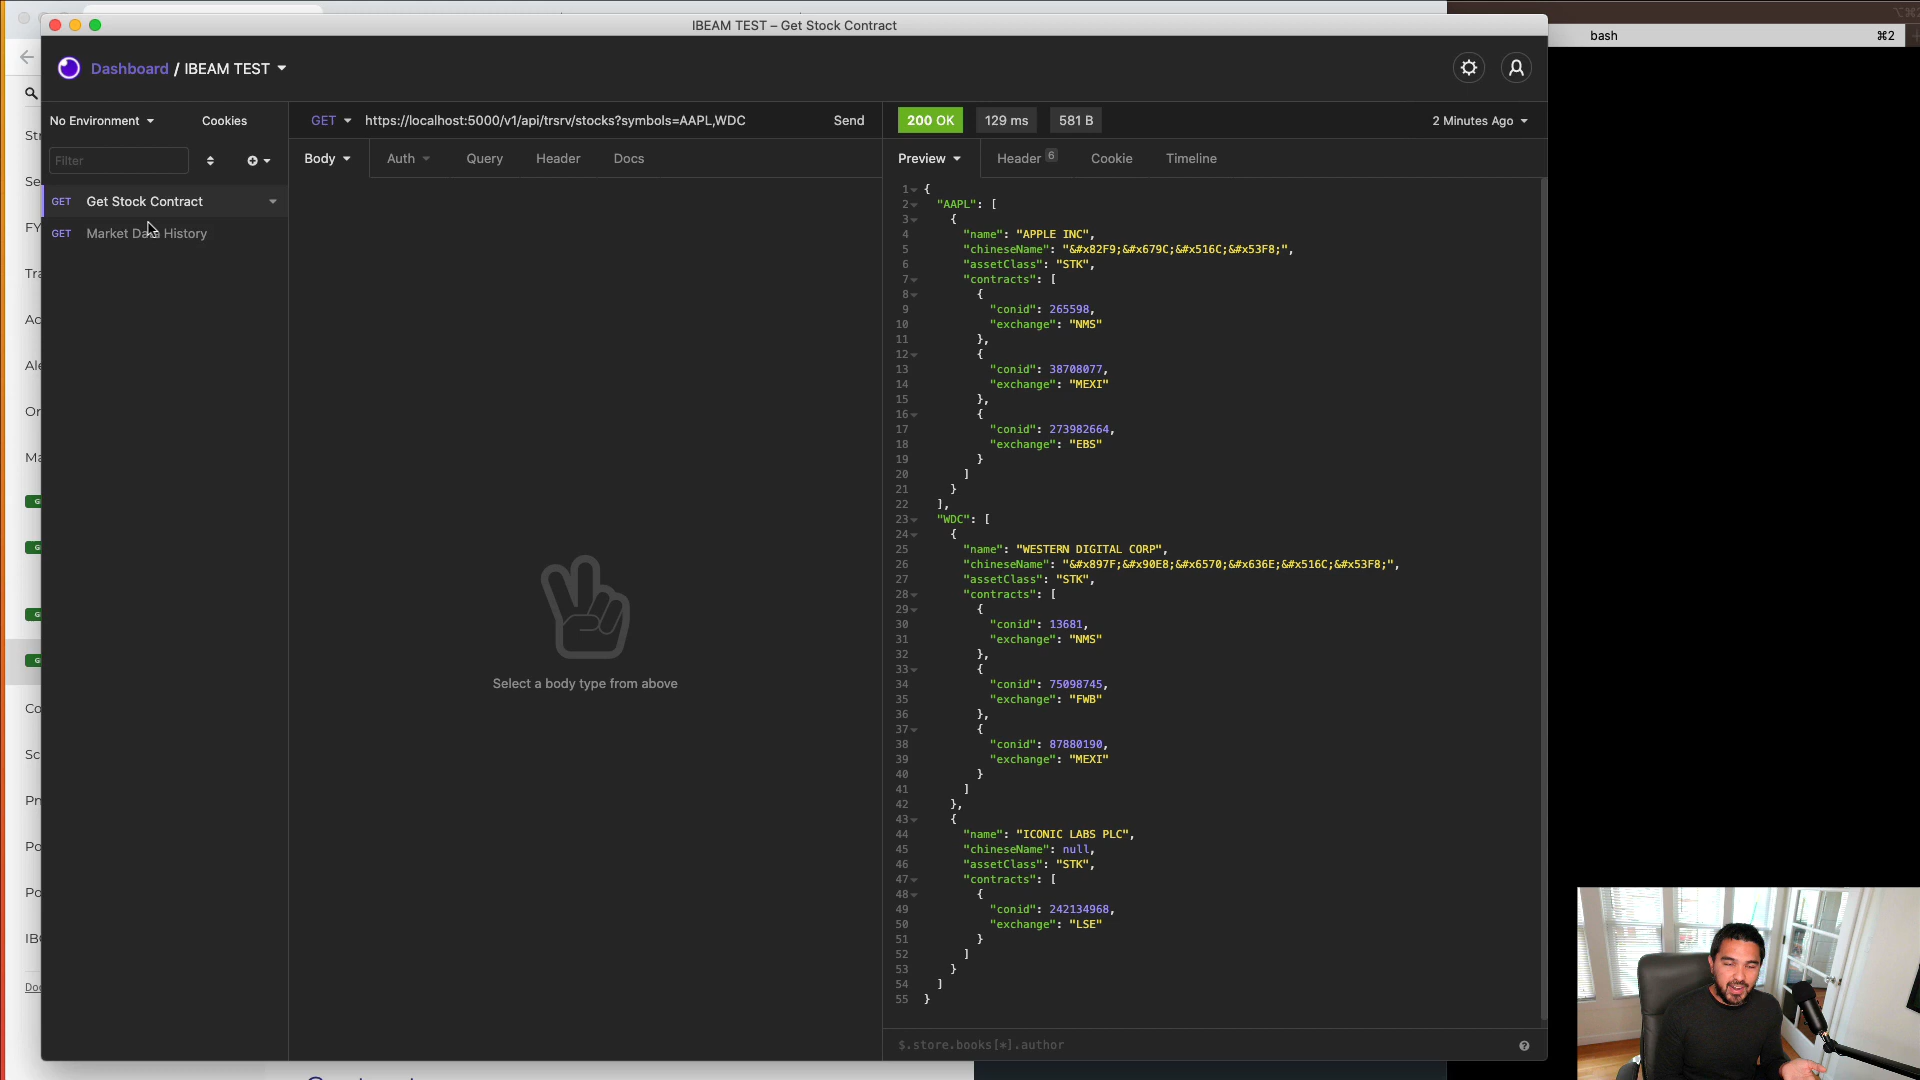 IBEAM TEST – Get Stock Contract
bash
⌘2
Dashboard / IBEAM TEST
No Environment
Cookies
GET
https://localhost:5000/v1/api/trsrv/stocks?symbols=AAPL,WDC
Send
200 OK
129 ms
581 B
2 Minutes Ago
Filter
Body
Auth
Query
Header
Docs
Preview
Header 6
Cookie
Timeline
GET Get Stock Contract
GET Market Data History
Select a body type from above
1 {
2 "AAPL": [
3 {
4 "name": "APPLE INC",
5 "chineseName": "&#x82F9;&#x679C;&#x516C;&#x53F8;",
6 "assetClass": "STK",
7 "contracts": [
8 {
9 "conid": 265598,
10 "exchange": "NMS"
11 },
12 {
13 "conid": 38708077,
14 "exchange": "MEXI"
15 },
16 {
17 "conid": 273982664,
18 "exchange": "EBS"
19 }
20 ]
21 }
22 ],
23 "WDC": [
24 {
25 "name": "WESTERN DIGITAL CORP",
26 "chineseName": "&#x897F;&#x90E8;&#x6570;&#x636E;&#x516C;&#x53F8;",
27 "assetClass": "STK",
28 "contracts": [
29 {
30 "conid": 13681,
31 "exchange": "NMS"
32 },
33 {
34 "conid": 75098745,
35 "exchange": "FWB"
36 },
37 {
38 "conid": 87880190,
39 "exchange": "MEXI"
40 }
41 ]
42 },
43 {
44 "name": "ICONIC LABS PLC",
45 "chineseName": null,
46 "assetClass": "STK",
47 "contracts": [
48 {
49 "conid": 242134968,
50 "exchange": "LSE"
51 }
52 ]
53 }
54 ]
55 }
$.store.books[*].author